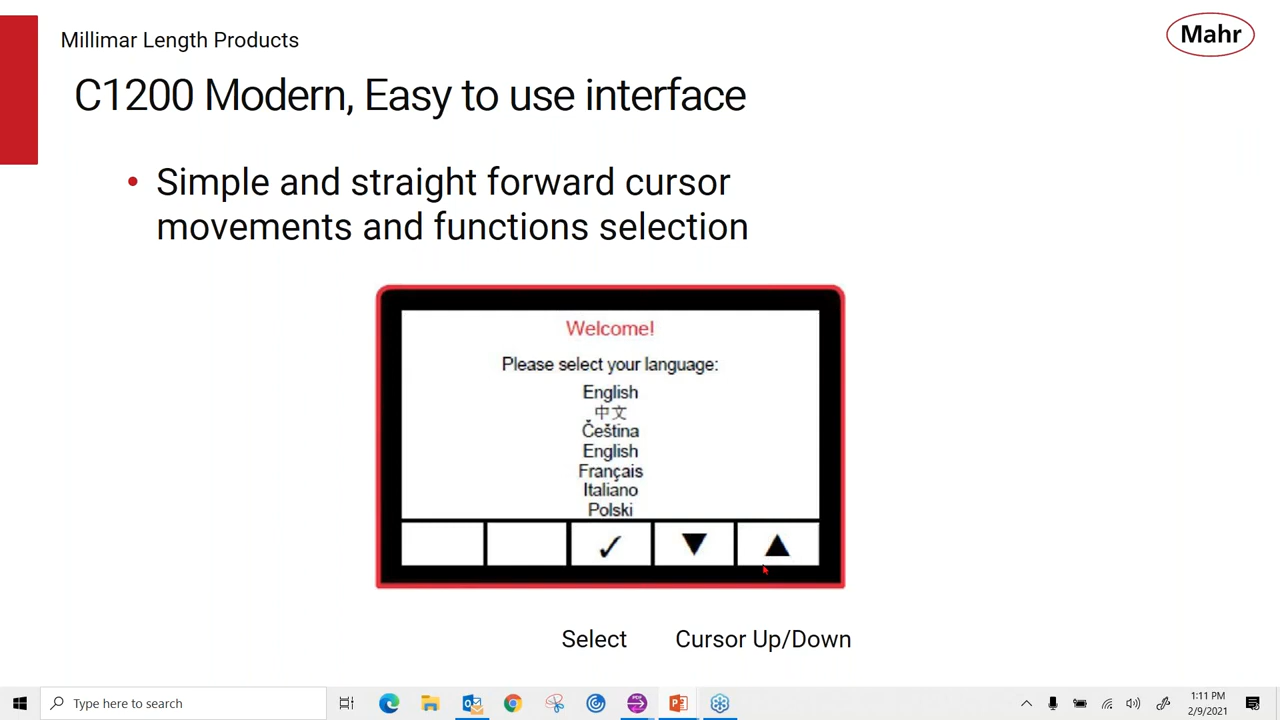 Millimar Length Products
Mahr
C1200 Modern, Easy to use interface
• Simple and straight forward cursor
movements and functions selection
Welcome!
Please select your language:
English
中文
Čeština
English
Français
Italiano
Polski
Select
Cursor Up/Down
Type here to search
1:11 PM
2/9/2021